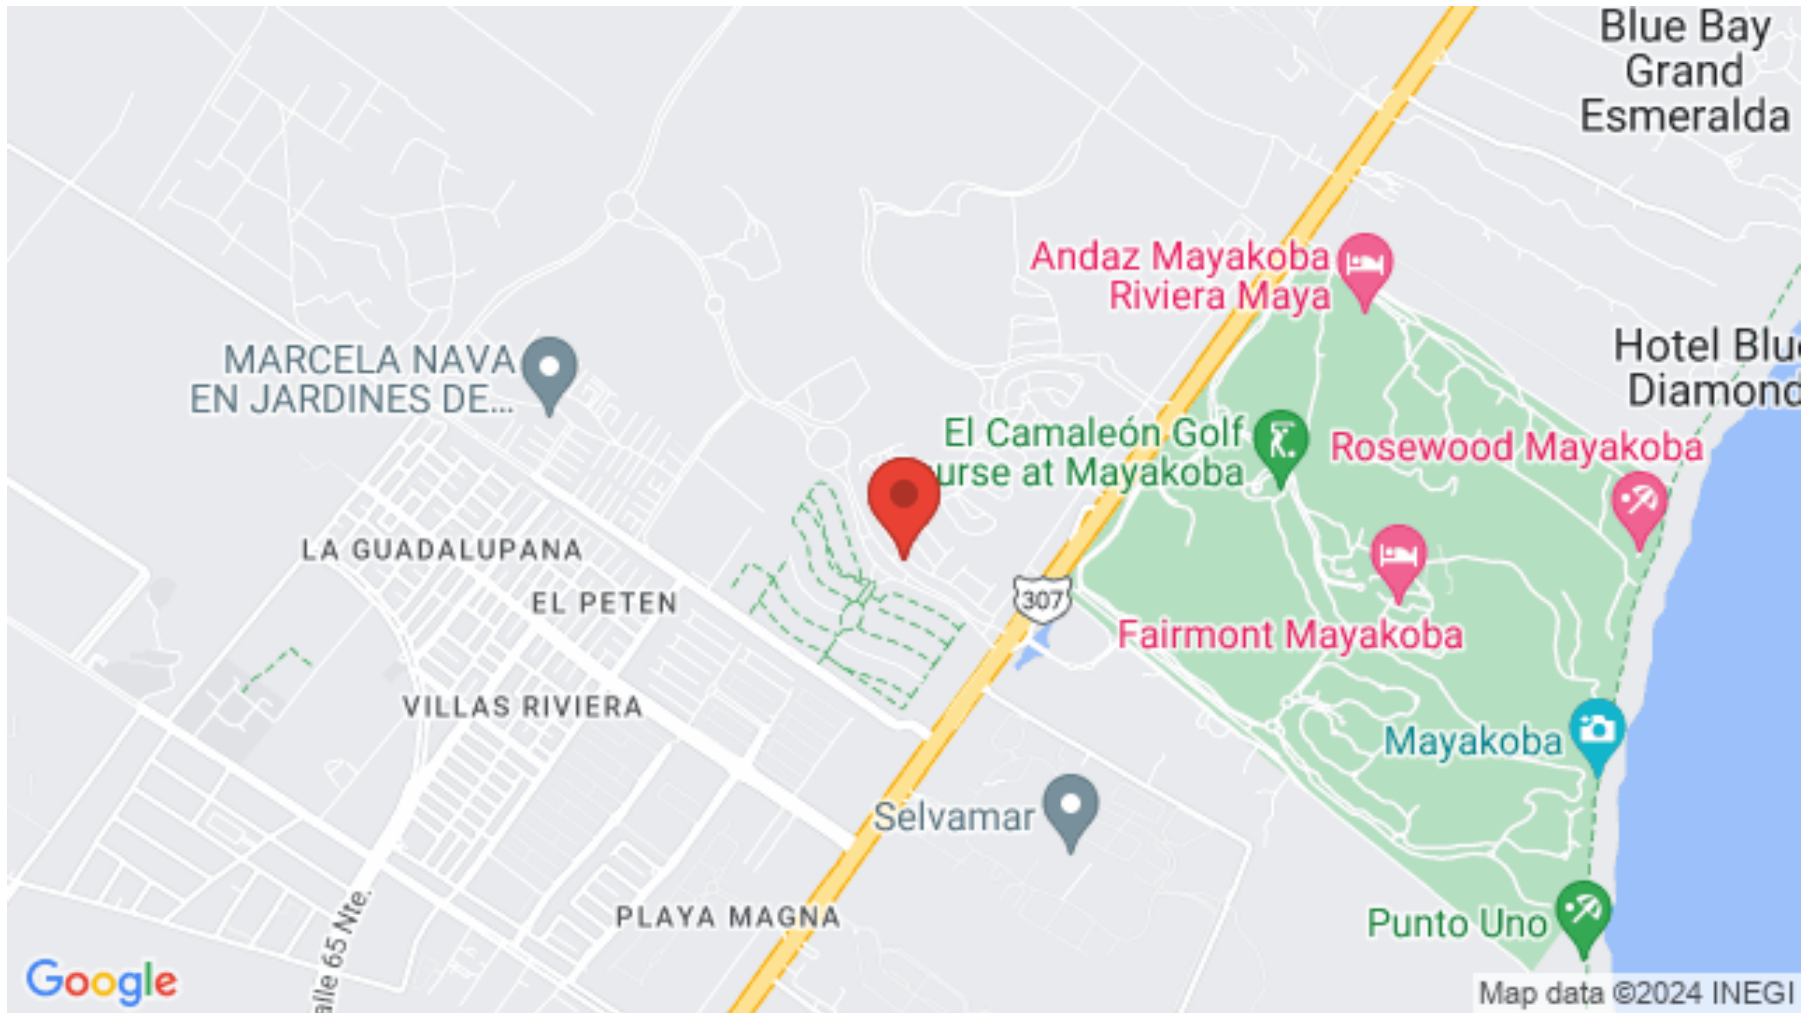 Blue Bay
Grand
Esmeralda
Andaz Mayakoba
Riviera Maya
Hotel Blu
Diamond
MARCELA NAVA
EN JARDINES DE...
El Camaleón Golf
urse at Mayakoba
Rosewood Mayakoba
LA GUADALUPANA
EL PETEN
307
Fairmont Mayakoba
VILLAS RIVIERA
Mayakoba
Selvamar
PLAYA MAGNA
Punto Uno
alle 65 Nte.
Google
Map data ©2024 INEGI